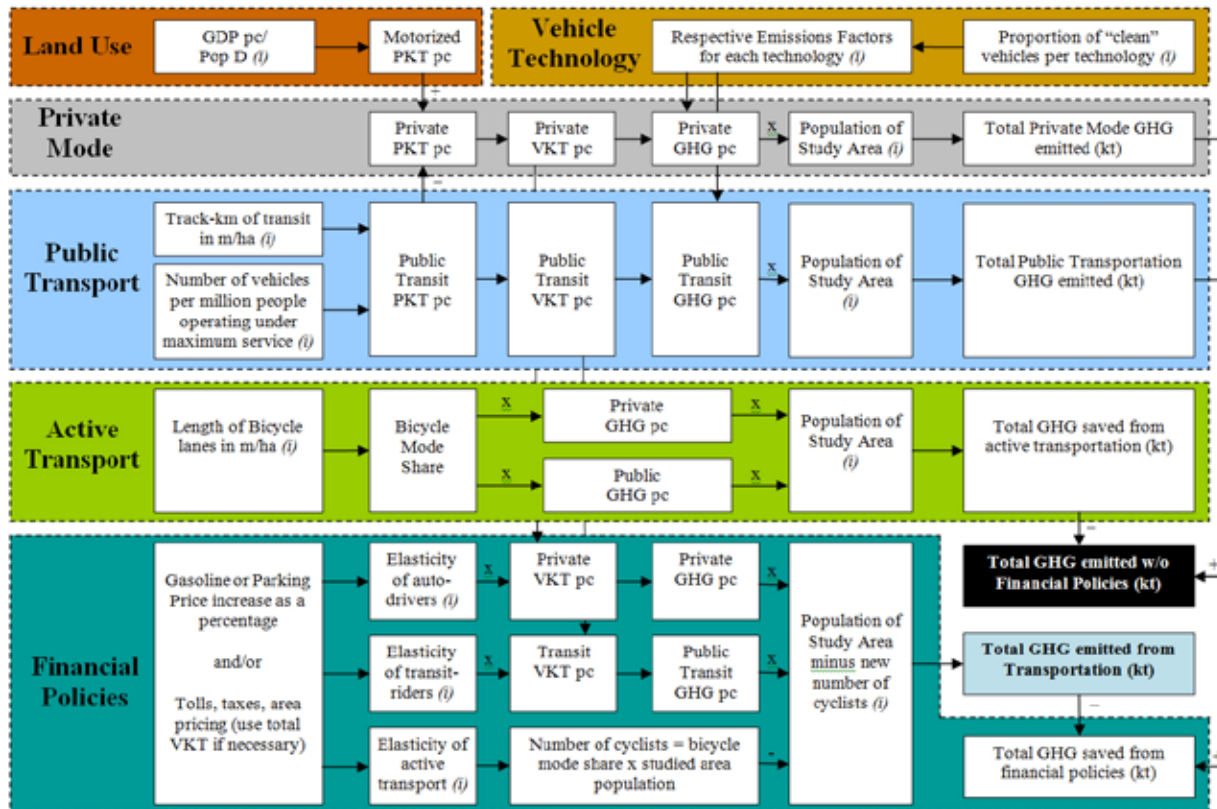 Land Use
GDP pc/
Pop D (i)
Motorized
PKT pc
Vehicle
Technology
Respective Emissions Factors
for each technology (i)
Proportion of “clean”
vehicles per technology (i)
+
Private
Mode
Private
PKT pc
Private
VKT pc
Private
GHG pc
x
Population of
Study Area (i)
Total Private Mode GHG
emitted (kt)
–
Public
Transport
Track-km of transit
in m/ha (i)
Number of vehicles
per million people
operating under
maximum service (i)
Public
Transit
PKT pc
Public
Transit
VKT pc
Public
Transit
GHG pc
x
Population of
Study Area
(i)
Total Public Transportation
GHG emitted (kt)
Active
Transport
Length of Bicycle
lanes in m/ha (i)
Bicycle
Mode
Share
x
Private
GHG pc
x
x
Public
GHG pc
x
Population of
Study Area
(i)
Total GHG saved from
active transportation (kt)
–
Total GHG emitted w/o
Financial Policies (kt)
+
Financial
Policies
Gasoline or Parking
Price increase as a
percentage
and/or
Tolls, taxes, area
pricing (use total
VKT if necessary)
Elasticity
of auto-
drivers (i)
x
Private
VKT pc
Private
GHG pc
x
Elasticity
of transit-
riders (i)
x
Transit
VKT pc
Public
Transit
GHG pc
x
Elasticity of
active
transport (i)
Number of cyclists = bicycle
mode share x studied area
population
-
Population of
Study Area
minus new
number of
cyclists (i)
Total GHG emitted from
Transportation (kt)
–
Total GHG saved from
financial policies (kt)
+